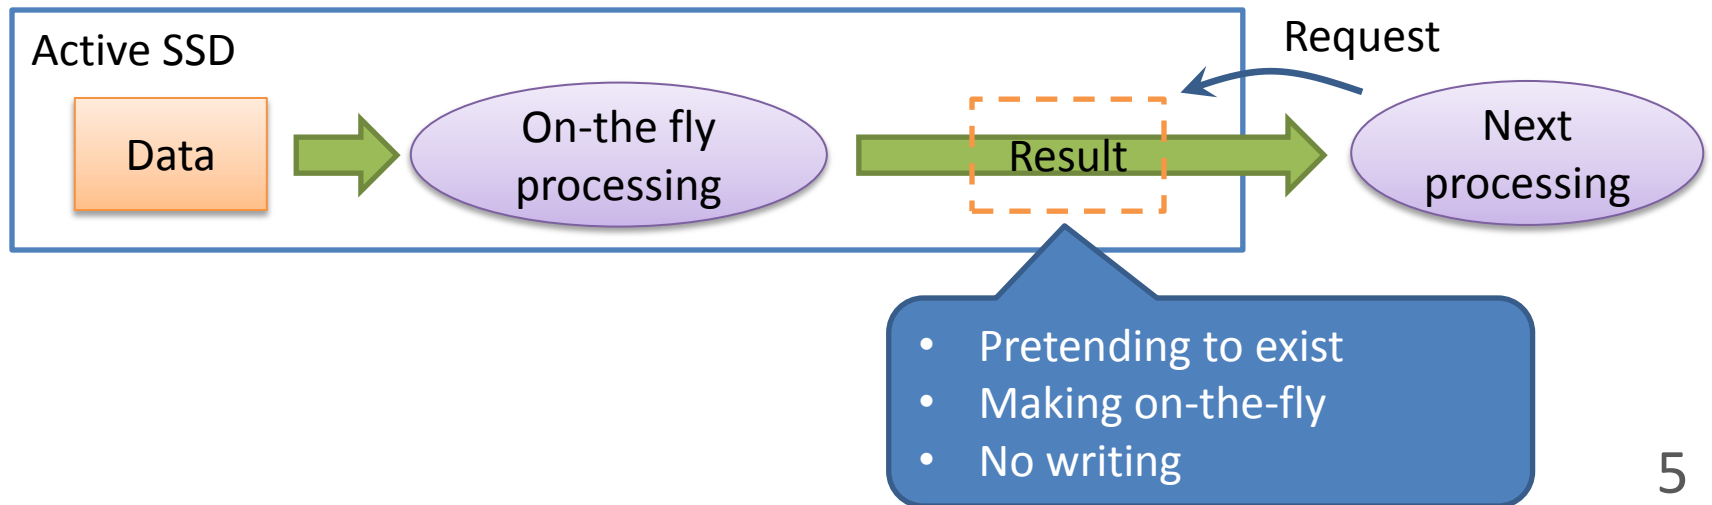 Active SSD
Request
Data
On-the fly
processing
Result
Next
processing
• Pretending to exist
• Making on-the-fly
• No writing
5